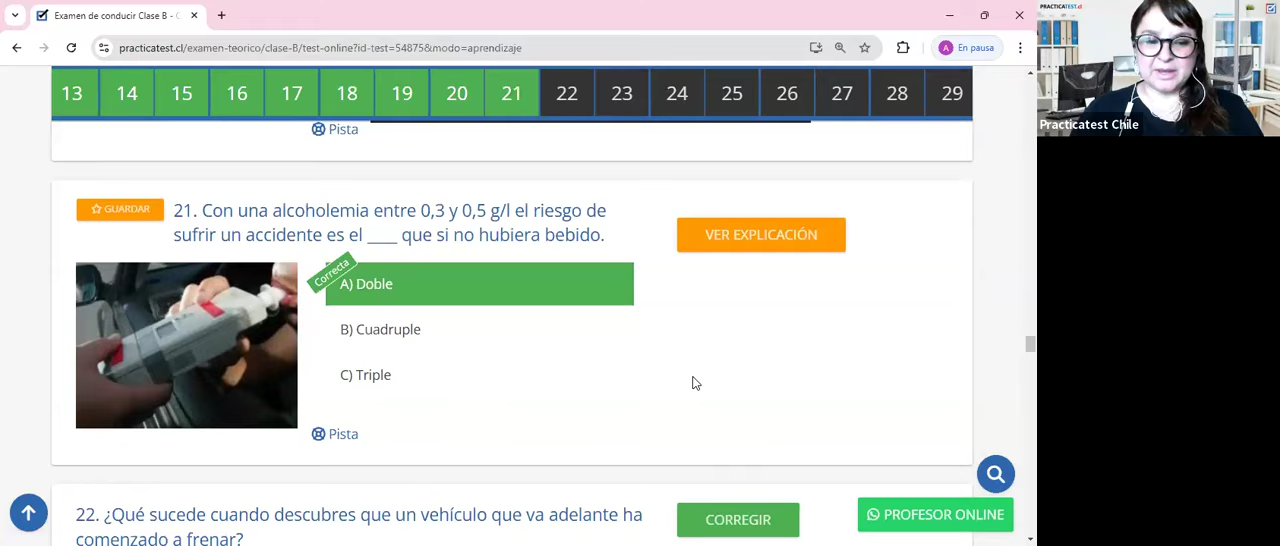 Examen de conducir Clase B - C
practicatest.cl/examen-teorico/clase-B/test-online?id-test=54875&modo=aprendizaje
A
En pausa
PRACTICATEST.cl
Practicatest Chile
13 14 15 16 17 18 19 20 21 22 23 24 25 26 27 28 29
Pista
GUARDAR
21. Con una alcoholemia entre 0,3 y 0,5 g/l el riesgo de
sufrir un accidente es el ____ que si no hubiera bebido.
VER EXPLICACIÓN
Correcta
A) Doble
B) Cuadruple
C) Triple
Pista
22. ¿Qué sucede cuando descubres que un vehículo que va adelante ha
comenzado a frenar?
CORREGIR
PROFESOR ONLINE